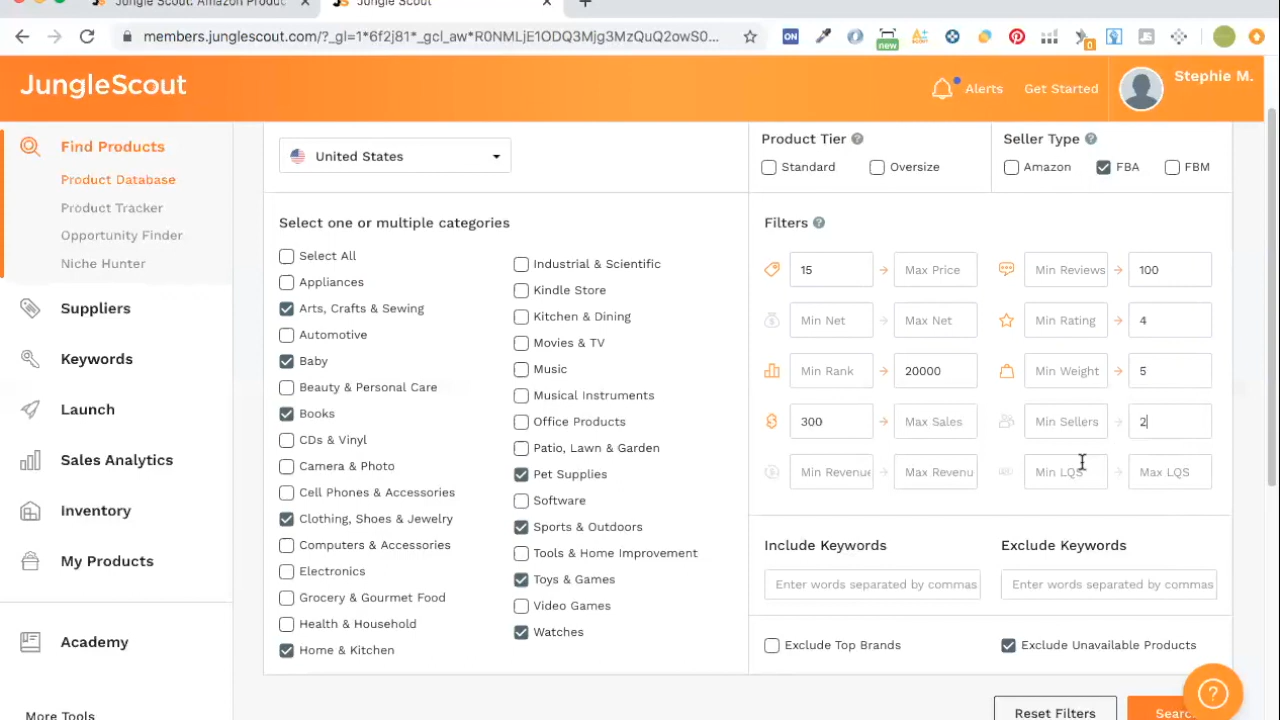 Jungle Scout: Amazon Produc
Jungle Scout
members.junglescout.com/?_gl=1*6f2j81*_gcl_aw*R0NMLjE1ODQ3Mjg3MzQuQ2owS0...
ON
new
0
JungleScout
Alerts
Get Started
Stephie M.
Find Products
Product Database
Product Tracker
Opportunity Finder
Niche Hunter
Suppliers
Keywords
Launch
Sales Analytics
Inventory
My Products
Academy
More Tools
United States
Product Tier
Standard
Oversize
Seller Type
Amazon
FBA
FBM
Select one or multiple categories
Select All
Appliances
Arts, Crafts & Sewing
Automotive
Baby
Beauty & Personal Care
Books
CDs & Vinyl
Camera & Photo
Cell Phones & Accessories
Clothing, Shoes & Jewelry
Computers & Accessories
Electronics
Grocery & Gourmet Food
Health & Household
Home & Kitchen
Industrial & Scientific
Kindle Store
Kitchen & Dining
Movies & TV
Music
Musical Instruments
Office Products
Patio, Lawn & Garden
Pet Supplies
Software
Sports & Outdoors
Tools & Home Improvement
Toys & Games
Video Games
Watches
Filters
15 Max Price Min Reviews 100
Min Net Max Net Min Rating 4
Min Rank 20000 Min Weight 5
300 Max Sales Min Sellers 2
Min Revenue Max Revenu Min LQS Max LQS
Include Keywords
Enter words separated by commas
Exclude Keywords
Enter words separated by commas
Exclude Top Brands
Exclude Unavailable Products
Reset Filters
Search
?